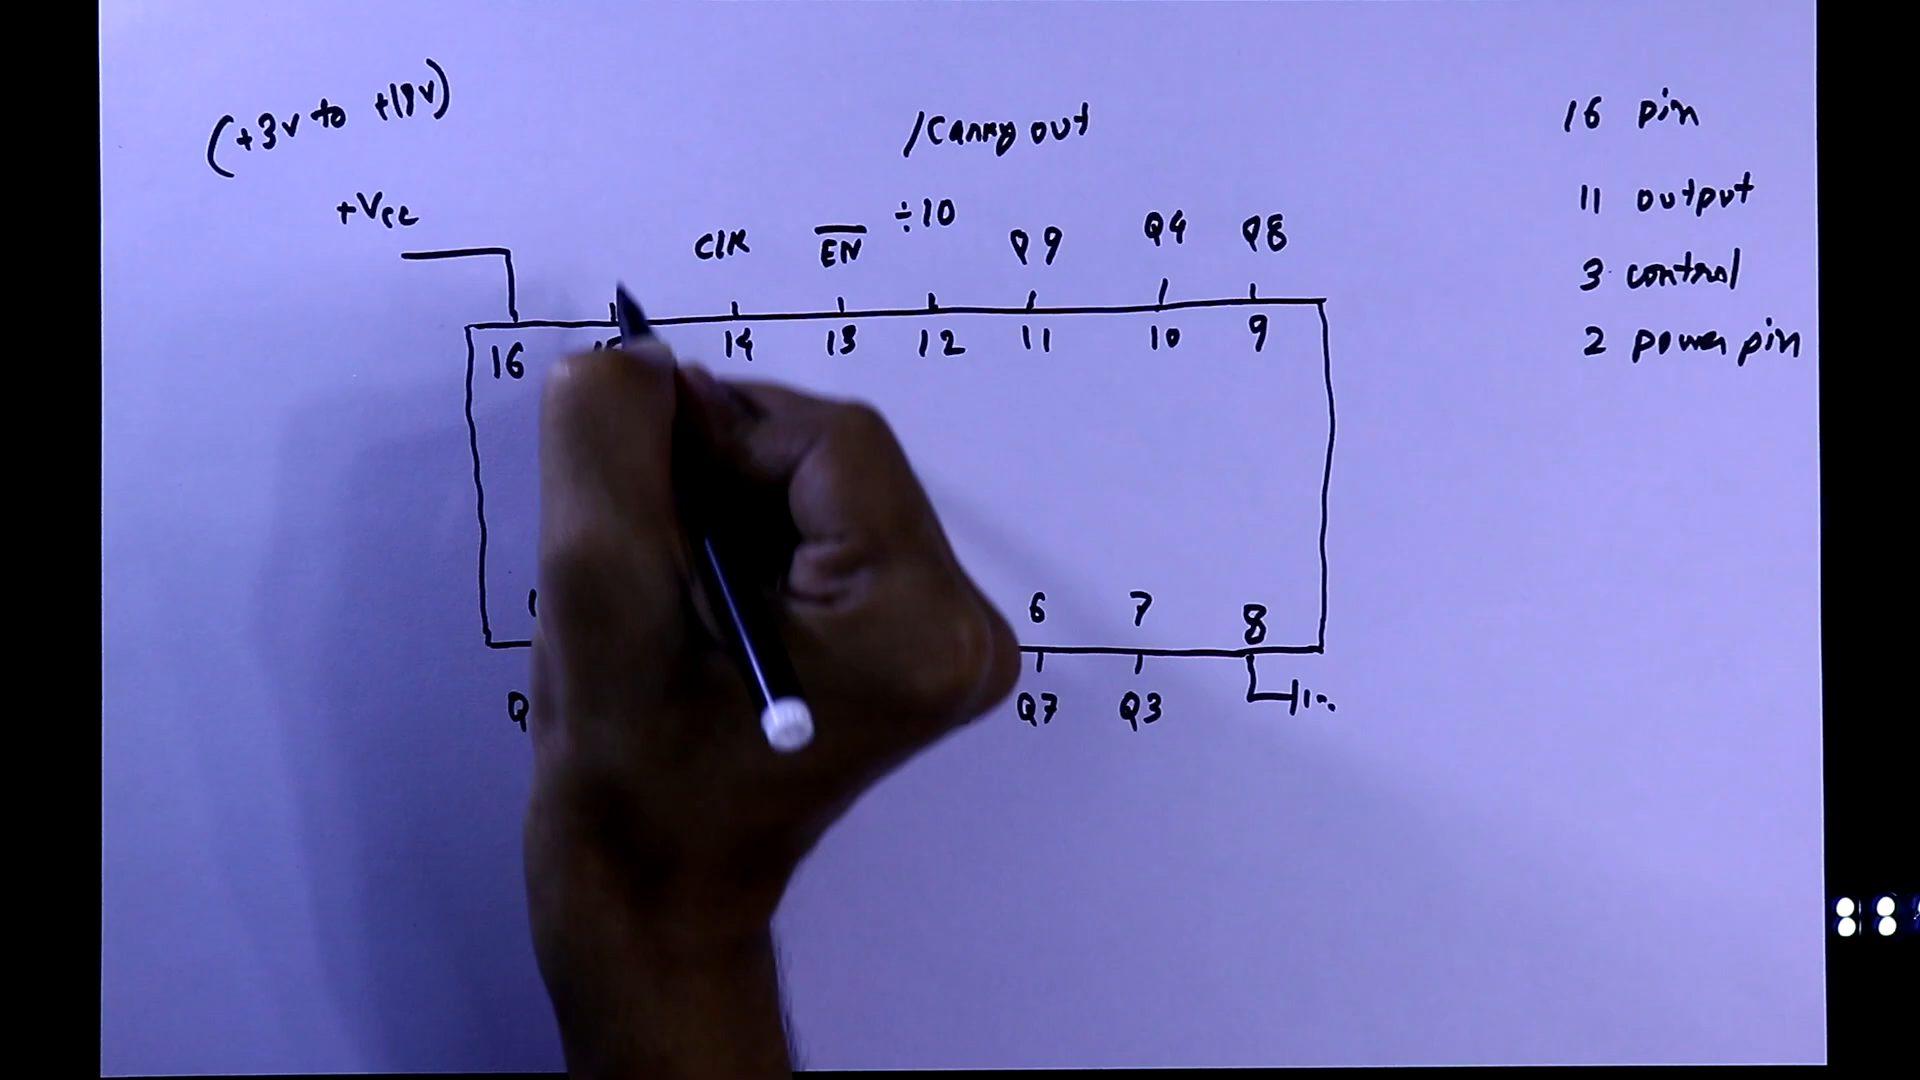 (+3v to +18v)
/Carry out
+Vcc
CLK
EN
÷10
Q9
Q4
Q8
16 14 13 12 11 10 9
6 7 8
Q7 Q3
16 pin
11 output
3 control
2 power pin